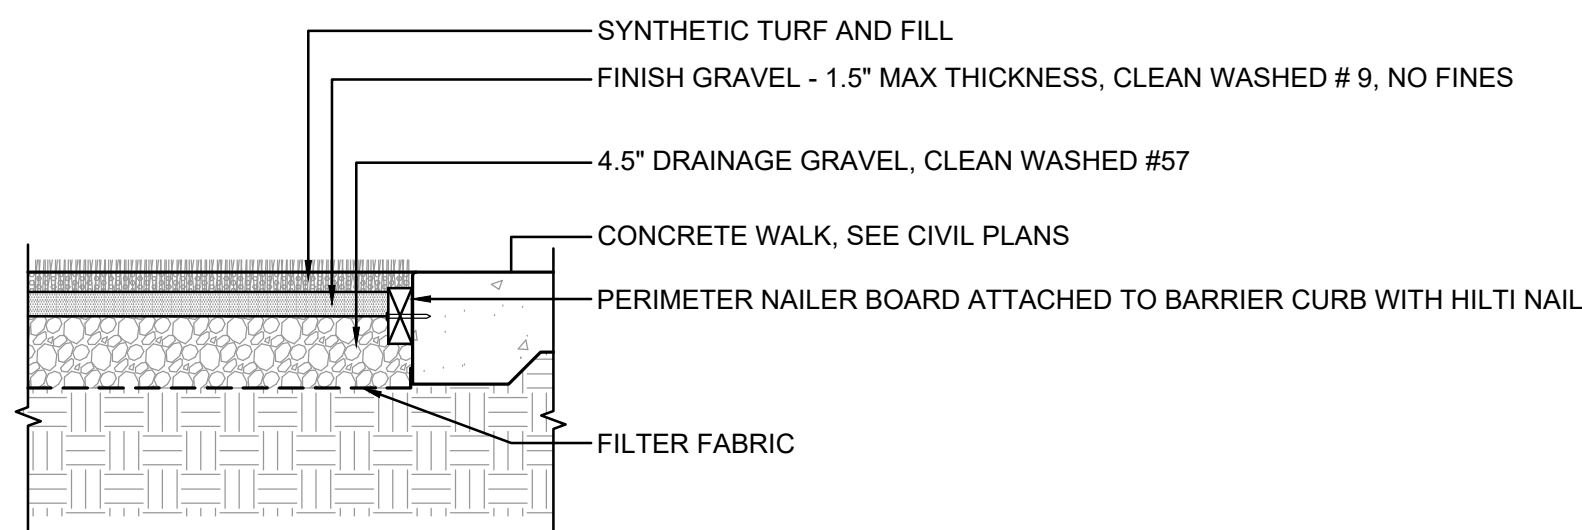 SYNTHETIC TURF AND FILL
FINISH GRAVEL - 1.5" MAX THICKNESS, CLEAN WASHED # 9, NO FINES
4.5" DRAINAGE GRAVEL, CLEAN WASHED #57
CONCRETE WALK, SEE CIVIL PLANS
PERIMETER NAILER BOARD ATTACHED TO BARRIER CURB WITH HILTI NAIL
FILTER FABRIC